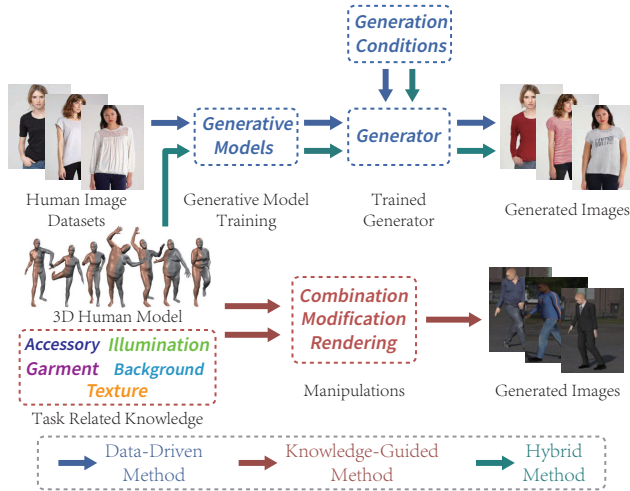 Generation
Conditions
Generative
Models
Generator
Human Image
Datasets
Generative Model
Training
Trained
Generator
Generated Images
3D Human Model
Combination
Modification
Rendering
Accessory Illumination
Garment Background
Texture
Manipulations
Generated Images
Task Related Knowledge
Data-Driven
Method
Knowledge-Guided
Method
Hybrid
Method